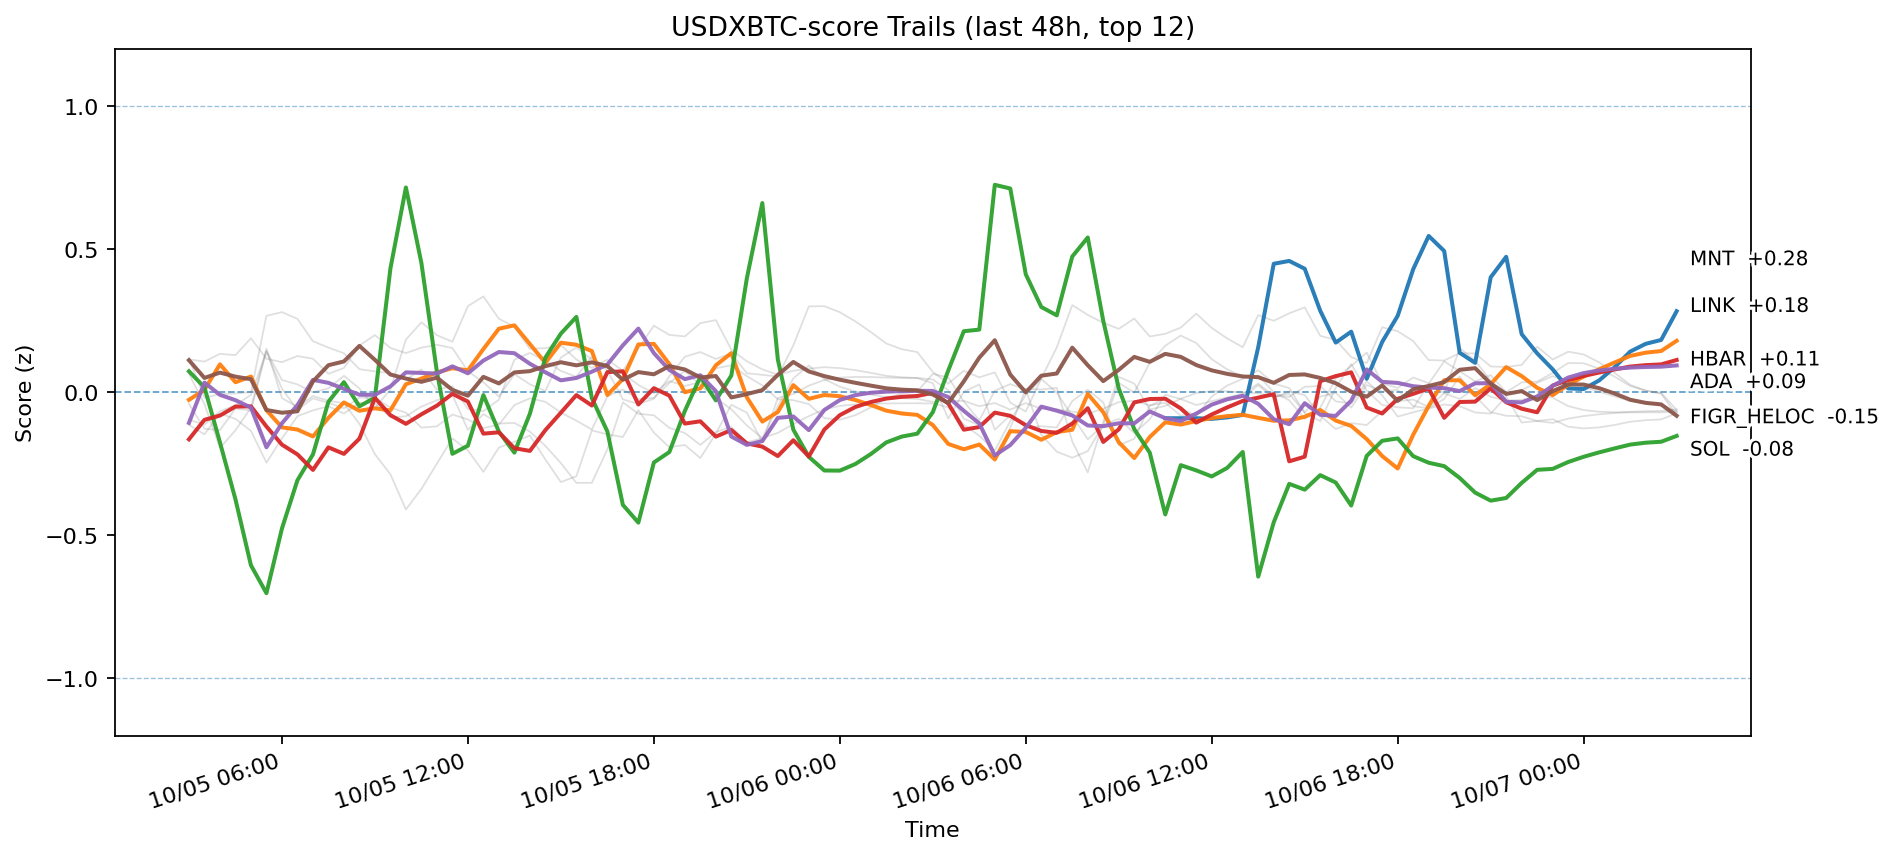 USDXBTC-score Trails (last 48h, top 12)
Score (z)
1.0
0.5
0.0
−0.5
−1.0
MNT +0.28
LINK +0.18
HBAR +0.11
ADA +0.09
FIGR_HELOC -0.15
SOL -0.08
10/05 06:00
10/05 12:00
10/05 18:00
10/06 00:00
10/06 06:00
10/06 12:00
10/06 18:00
10/07 00:00
Time